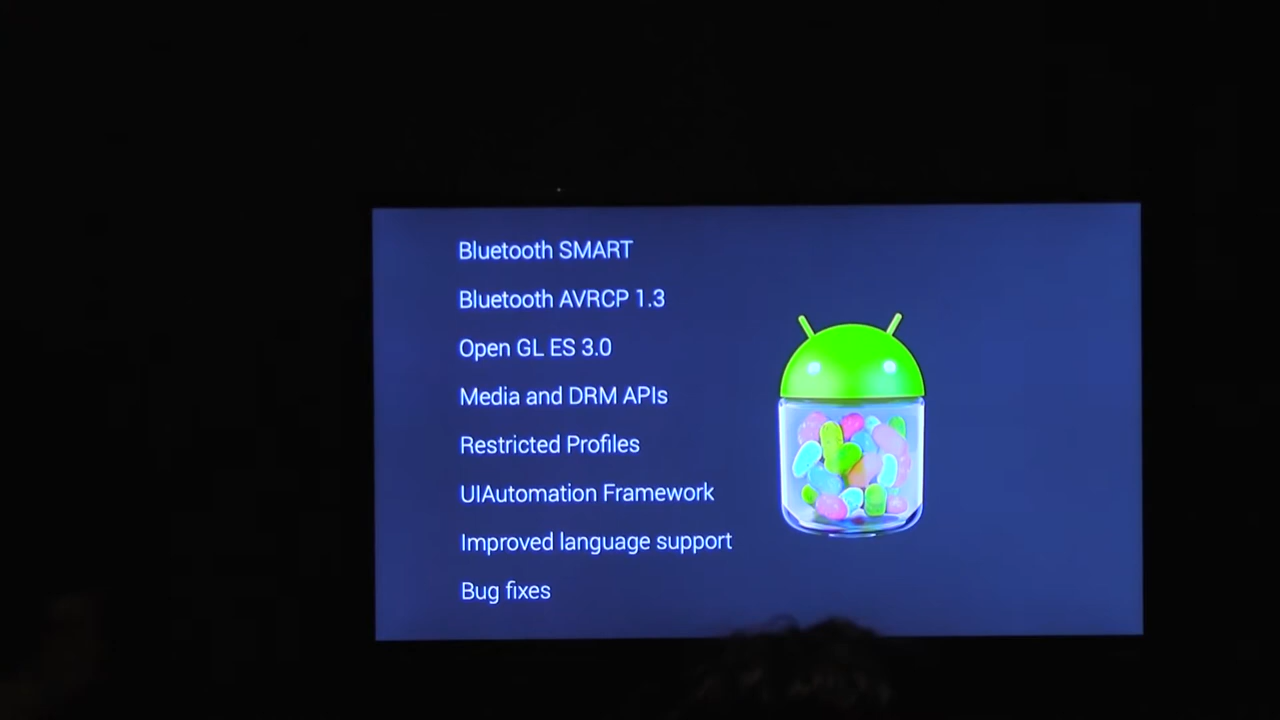 Bluetooth SMART
Bluetooth AVRCP 1.3
Open GL ES 3.0
Media and DRM APIs
Restricted Profiles
UIAutomation Framework
Improved language support
Bug fixes